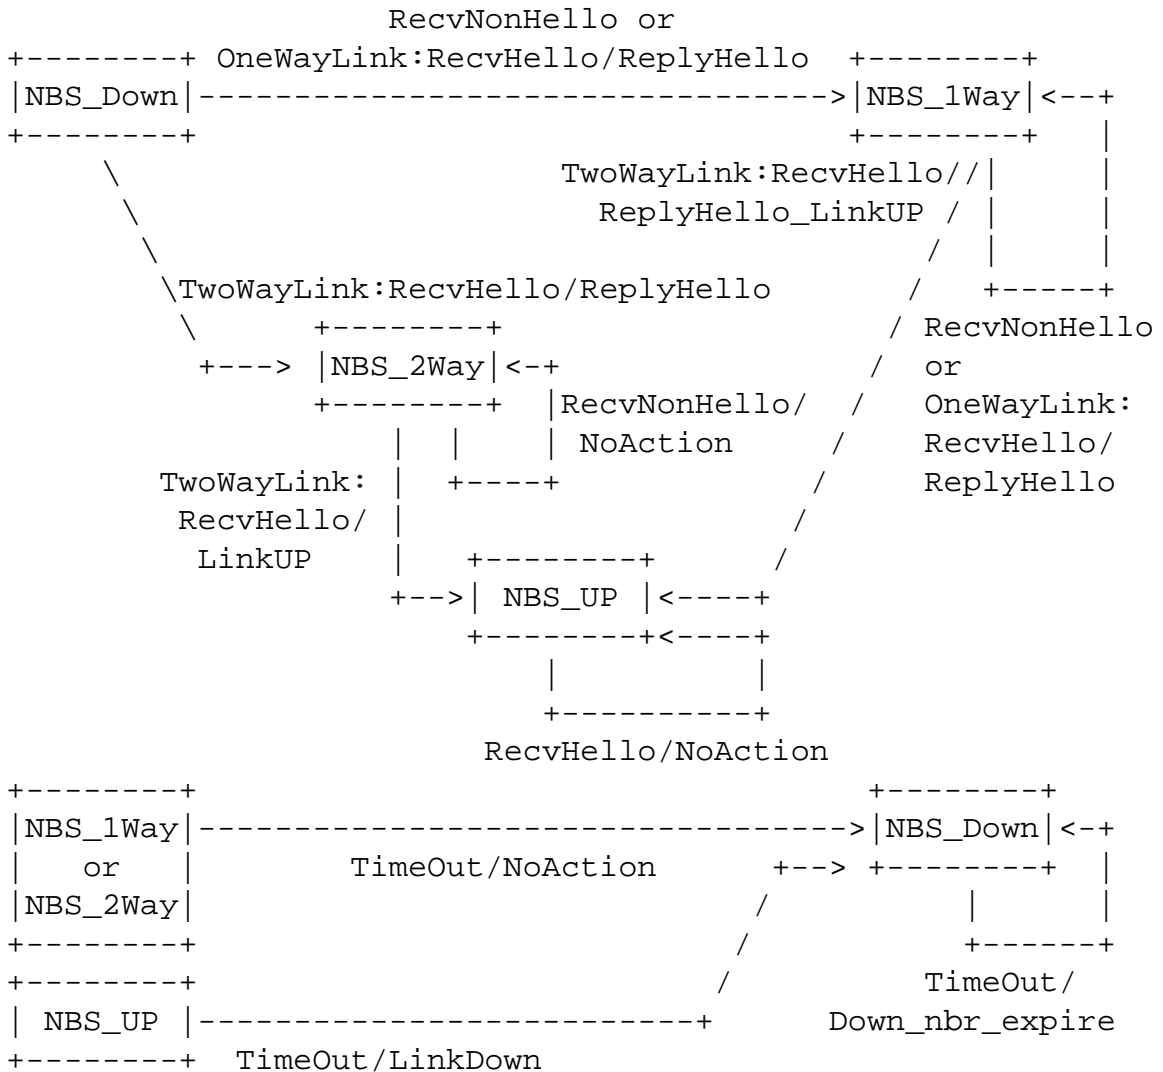 RecvNonHello or
OneWayLink:RecvHello/ReplyHello
NBS_Down
NBS_1Way
TwoWayLink:RecvHello/
ReplyHello_LinkUP
TwoWayLink:RecvHello/ReplyHello
RecvNonHello
NBS_2Way
or
RecvNonHello/
OneWayLink:
NoAction
RecvHello/
TwoWayLink:
ReplyHello
RecvHello/
LinkUP
NBS_UP
RecvHello/NoAction
NBS_1Way
NBS_Down
or
TimeOut/NoAction
NBS_2Way
TimeOut/
NBS_UP
Down_nbr_expire
TimeOut/LinkDown